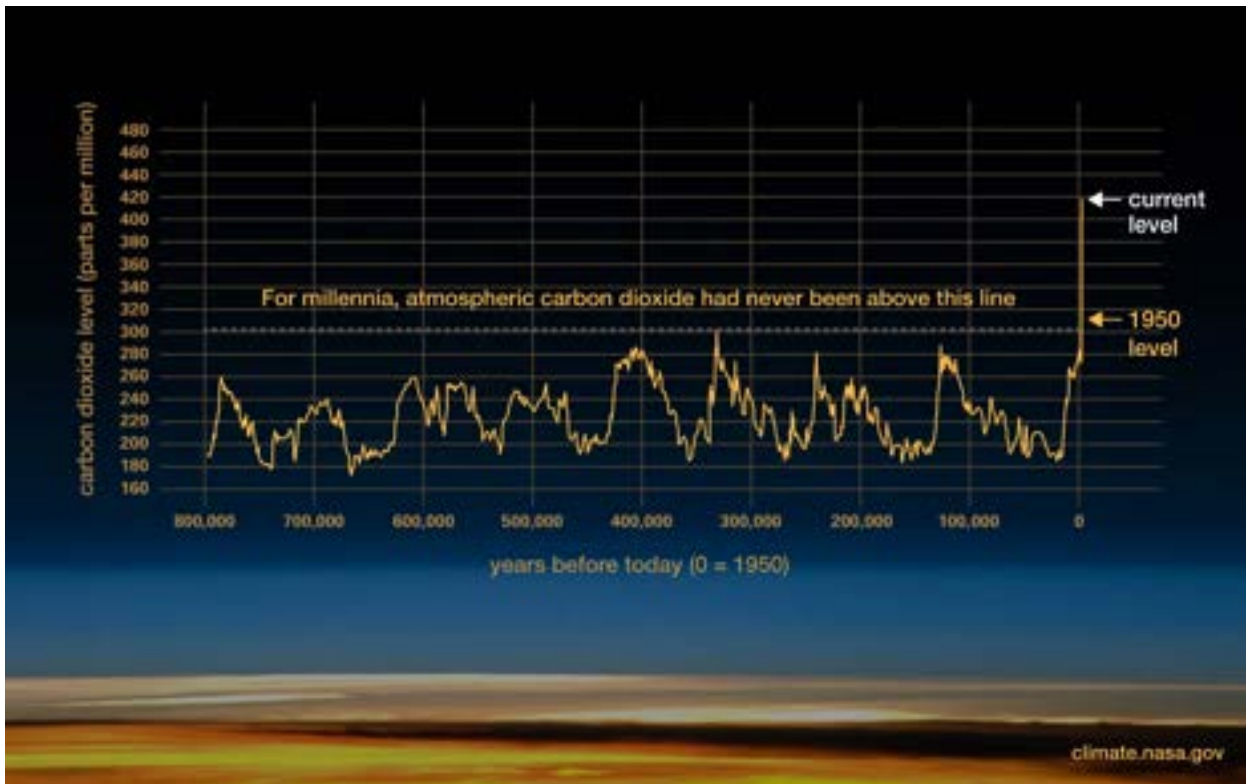 carbon dioxide level (parts per million)
480
460
440
420
400
380
360
340
320
300
280
260
240
220
200
180
160
For millennia, atmospheric carbon dioxide had never been above this line
current
level
1950
level
800,000 700,000 600,000 500,000 400,000 300,000 200,000 100,000 0
years before today (0 = 1950)
climate.nasa.gov